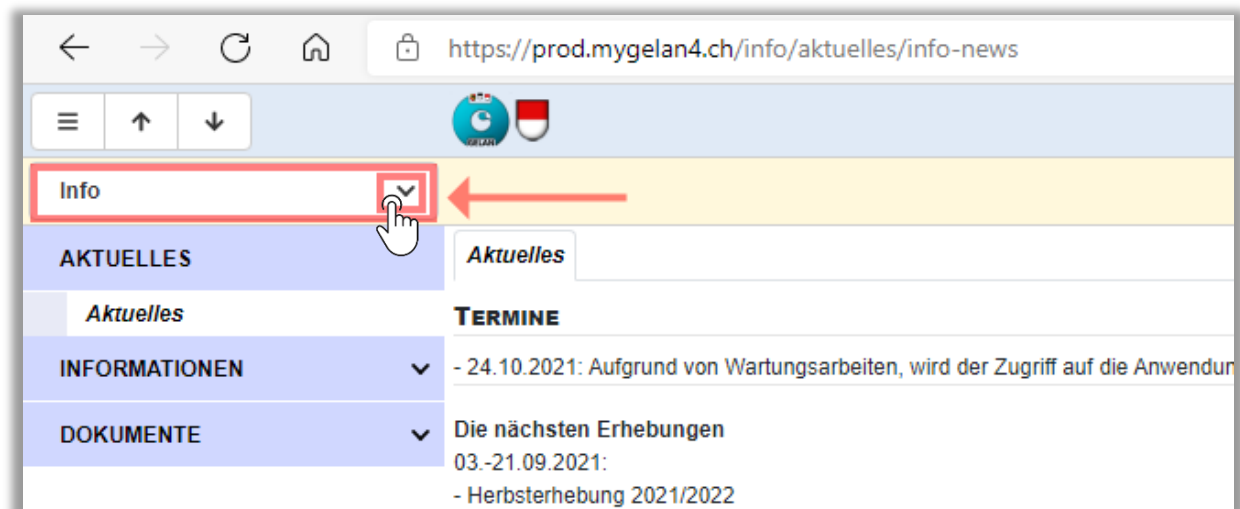 https://prod.mygelan4.ch/info/aktuelles/info-news
GELAN
Info
AKTUELLES
Aktuelles
INFORMATIONEN
DOKUMENTE
Aktuelles
TERMINE
- 24.10.2021: Aufgrund von Wartungsarbeiten, wird der Zugriff auf die
Die nächsten Erhebungen
03.-21.09.2021:
- Herbsterhebung 2021/2022